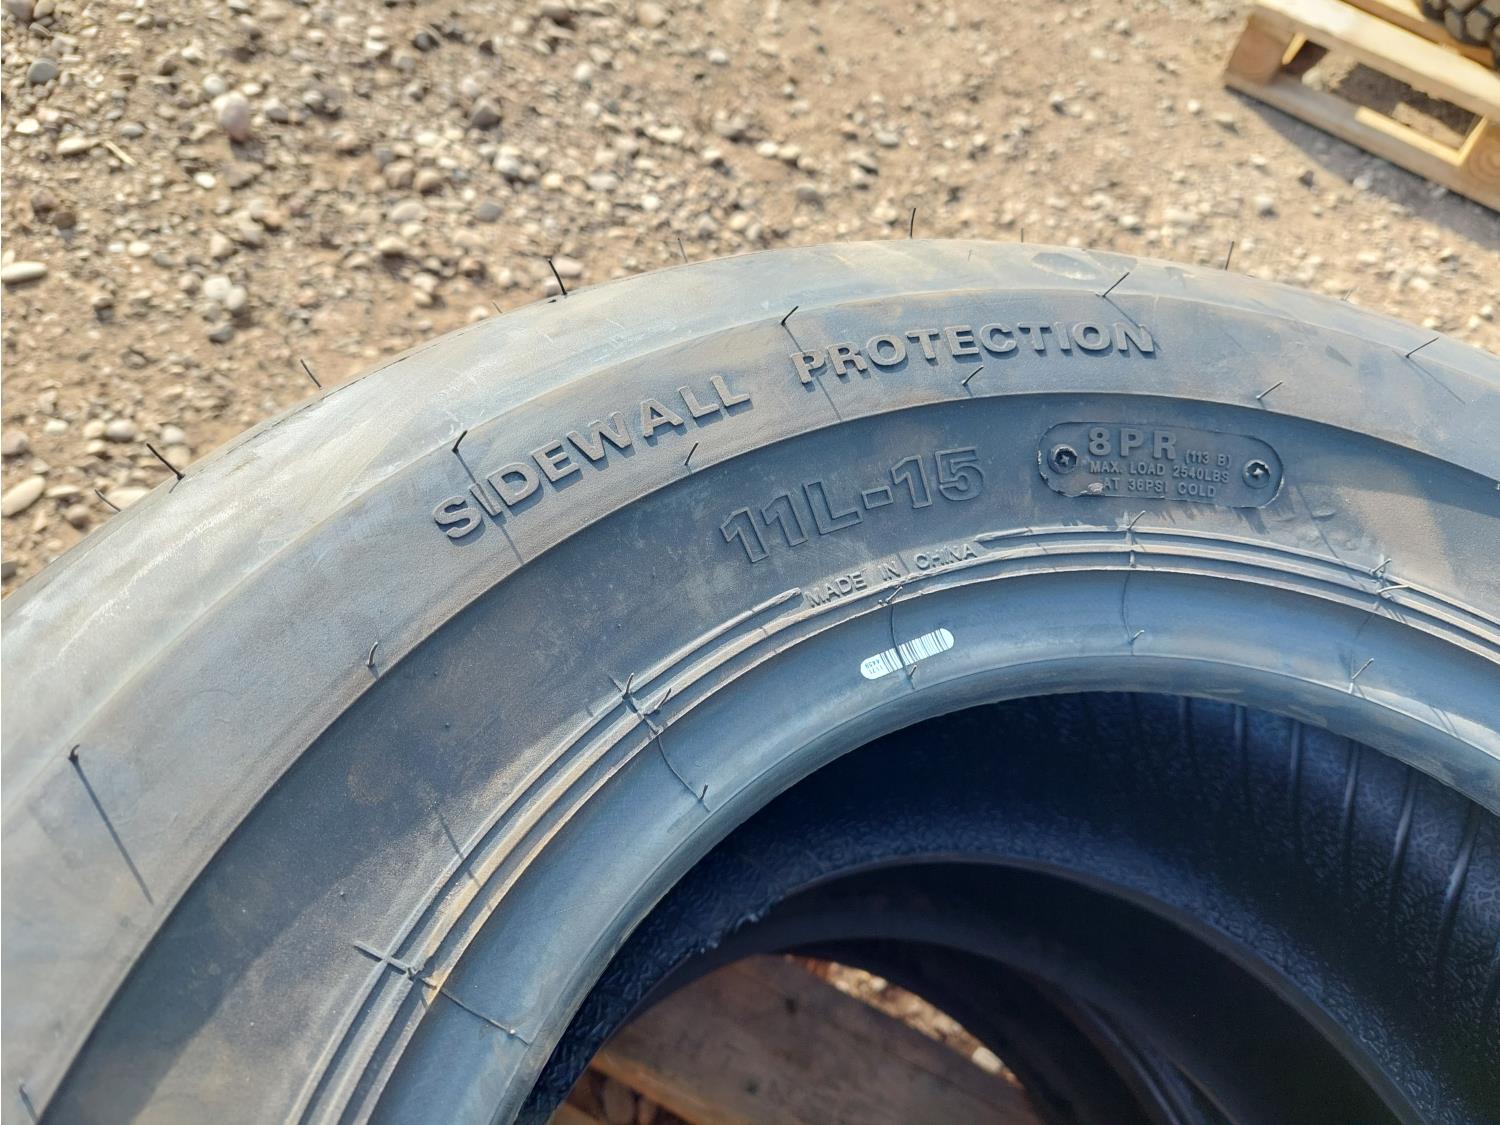 SIDEWALL PROTECTION
11L-15
8PR (113 B)
MAX. LOAD 2540LBS
AT 36PSI COLD
MADE IN CHINA